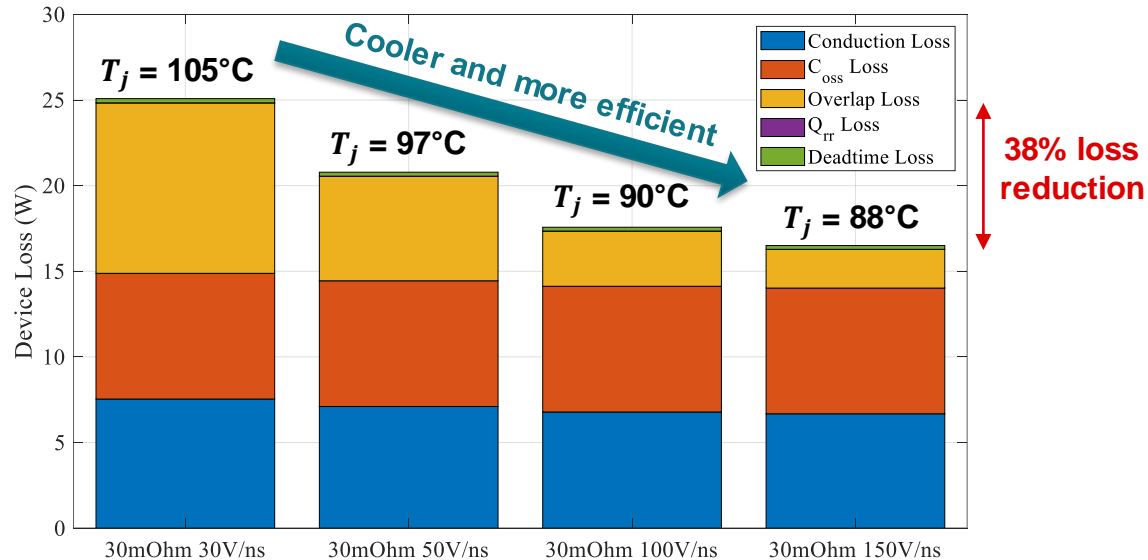 30
25
20
15
10
5
0
Device Loss (W)
Cooler and more efficient
T_j = 105°C
T_j = 97°C
T_j = 90°C
T_j = 88°C
Conduction Loss
C_oss Loss
Overlap Loss
Q_rr Loss
Deadtime Loss
38% loss
reduction
30mOhm 30V/ns
30mOhm 50V/ns
30mOhm 100V/ns
30mOhm 150V/ns